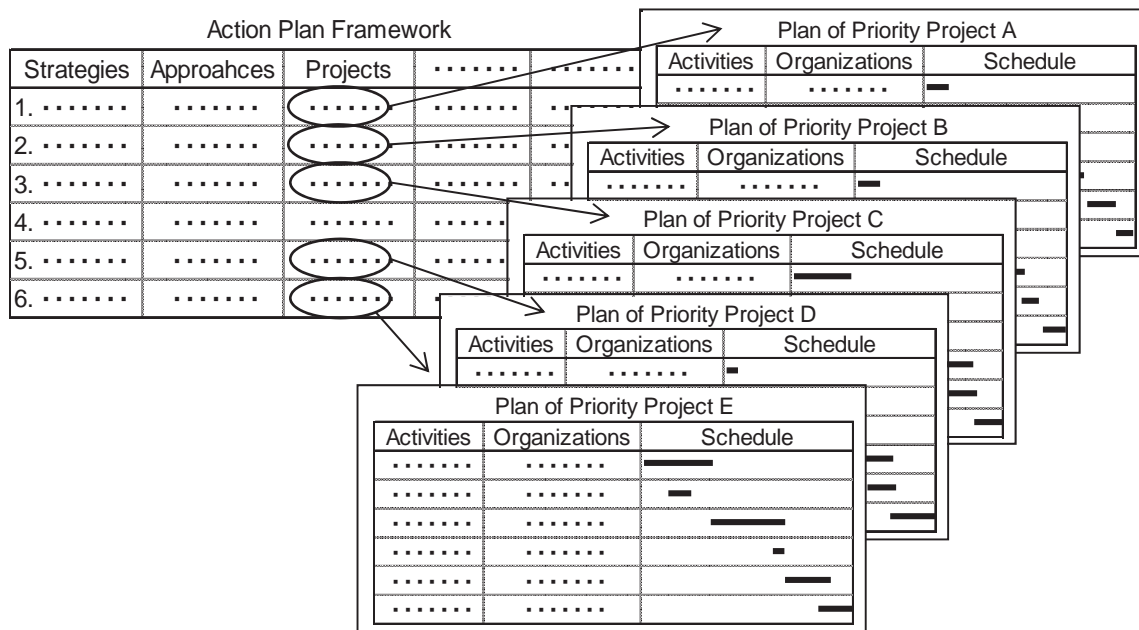 Action Plan Framework
Strategies Approahces Projects ....... .......
1. ....... ....... ....... .......
2. ....... ....... ....... .......
3. ....... ....... ....... .......
4. ....... ....... ....... .......
5. ....... ....... ....... .......
6. ....... ....... ....... .......
Plan of Priority Project A
Activities Organizations Schedule
....... .......
Plan of Priority Project B
Activities Organizations Schedule
....... .......
Plan of Priority Project C
Activities Organizations Schedule
....... .......
Plan of Priority Project D
Activities Organizations Schedule
....... .......
Plan of Priority Project E
Activities Organizations Schedule
....... .......
....... .......
....... .......
....... .......
....... .......
....... .......